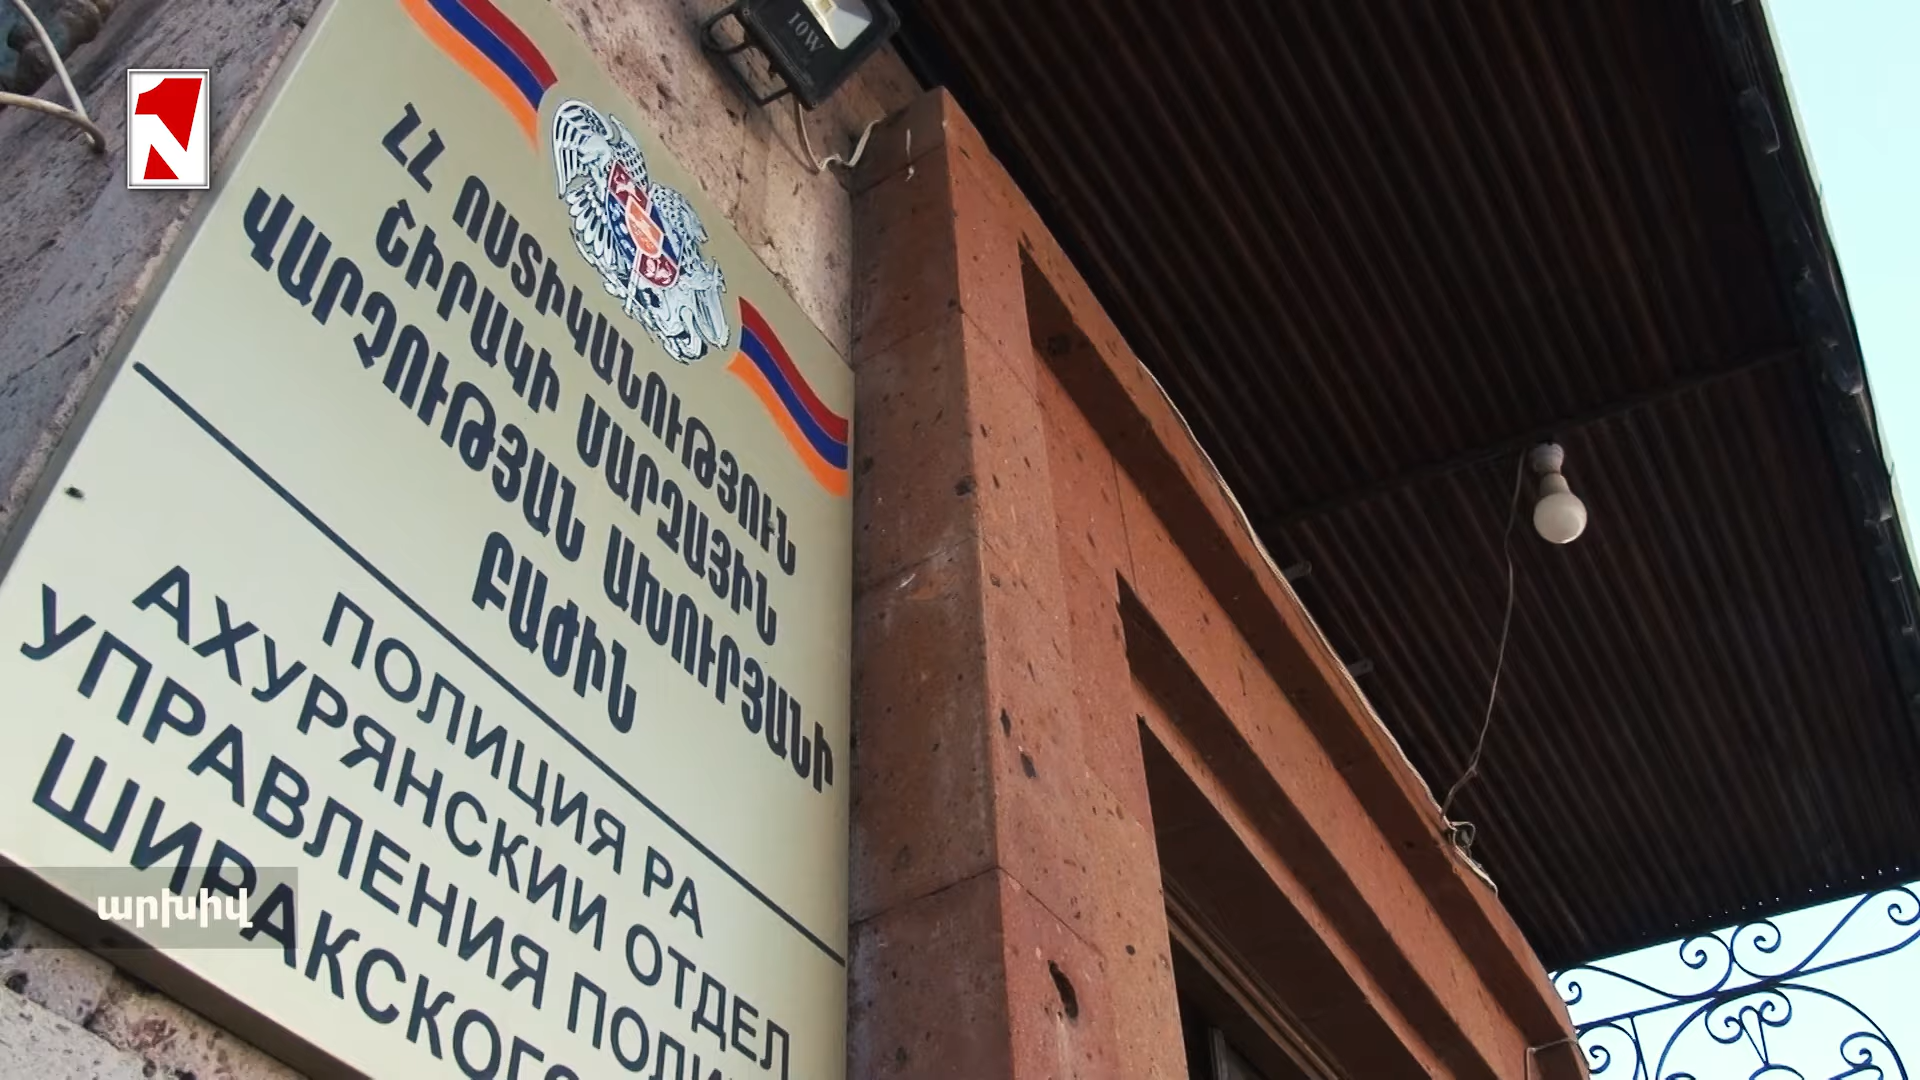 10W
ՀՀ ՈՍՏԻԿԱՆՈՒԹՅՈՒՆ
ՇԻՐԱԿԻ ՄԱՐԶԱՅԻՆ
ՎԱՐՉՈՒԹՅԱՆ ԱԽՈՒՐՅԱՆԻ
ԲԱԺԻՆ
ПОЛИЦИЯ РА
АХУРЯНСКИЙ ОТДЕЛ
УПРАВЛЕНИЯ
ШИРАКСКОГО
արխիվ